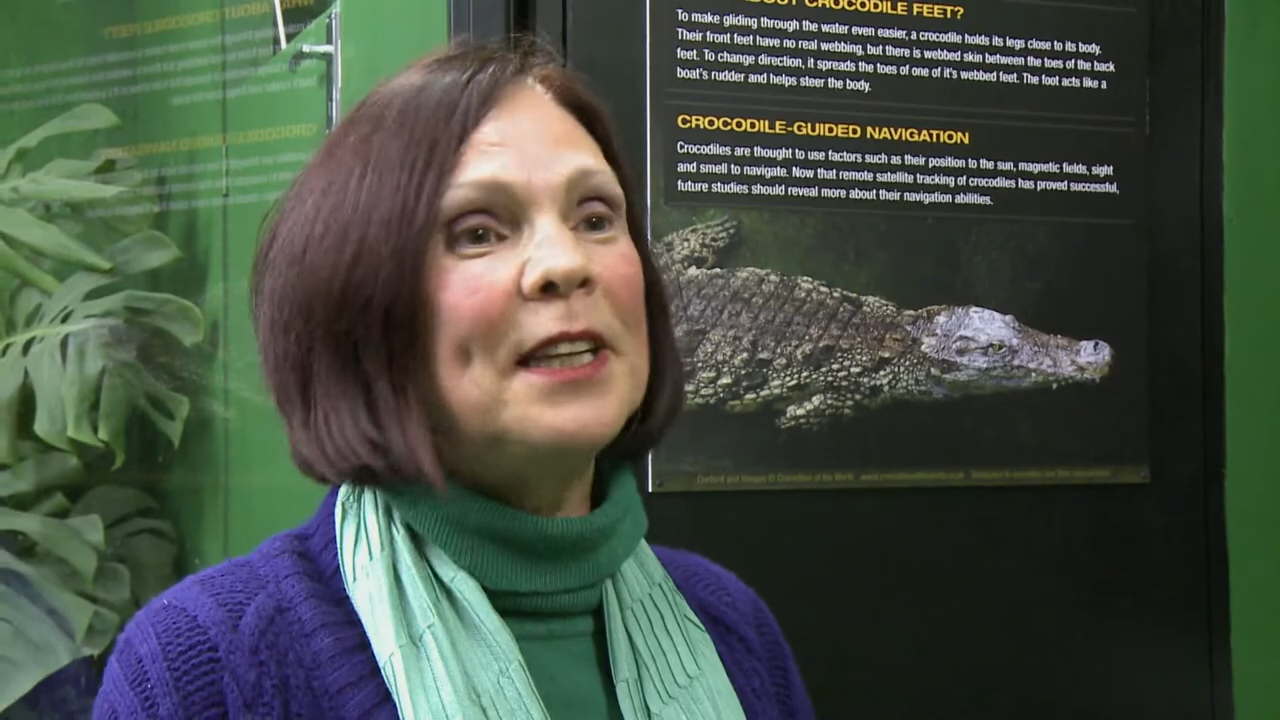 ABOUT CROCODILE FEET?
To make gliding through the water even easier, a crocodile holds its legs close to its body.
Their front feet have no real webbing, but there is webbed skin between the toes of the back
feet. To change direction, it spreads the toes of one of it's webbed feet. The foot acts like a
boat's rudder and helps steer the body.
CROCODILE-GUIDED NAVIGATION
Crocodiles are thought to use factors such as their position to the sun, magnetic fields, sight
and smell to navigate. Now that remote satellite tracking of crocodiles has proved successful,
future studies should reveal more about their navigation abilities.